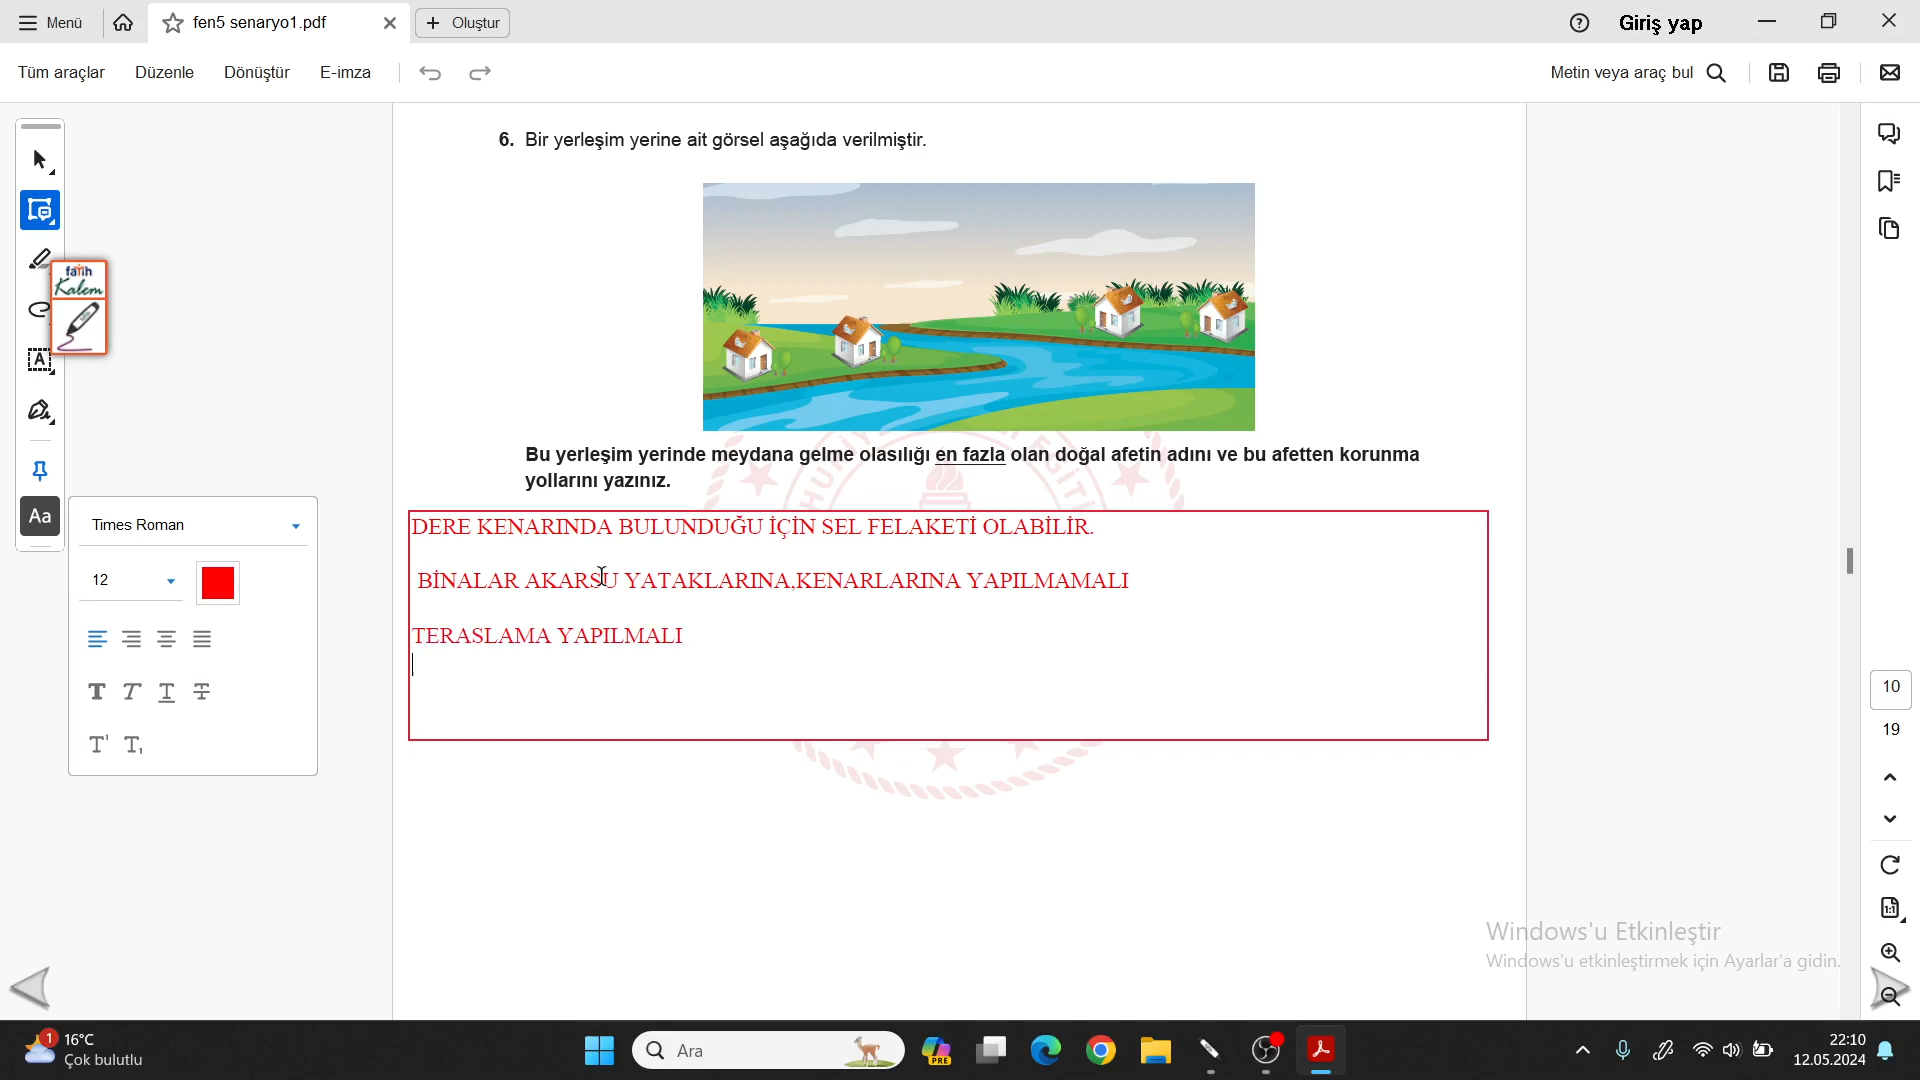 Menü
fen5 senaryo1.pdf
Oluştur
Giriş yap
Tüm araçlar
Düzenle
Dönüştür
E-imza
Metin veya araç bul
6. Bir yerleşim yerine ait görsel aşağıda verilmiştir.
fatih
Kalem
A
Bu yerleşim yerinde meydana gelme olasılığı en fazla olan doğal afetin adını ve bu afetten korunma
yollarını yazınız.
Aa
Times Roman
12
DERE KENARINDA BULUNDUĞU İÇİN SEL FELAKETİ OLABİLİR.
BİNALAR AKARSU YATAKLARINA,KENARLARINA YAPILMAMALI
TERASLAMA YAPILMALI
T T T T
T' T,
10
19
1:1
Windows'u Etkinleştir
Windows'u etkinleştirmek için Ayarlar'a gidin.
1
16°C
Çok bulutlu
Ara
PRE
22:10
12.05.2024